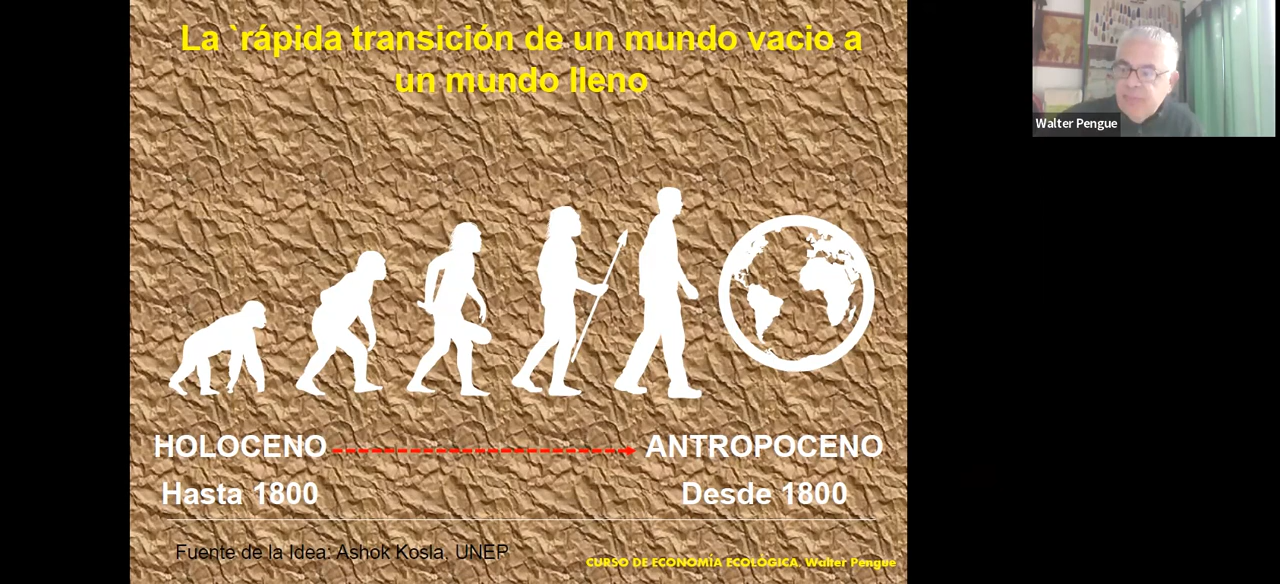 La `rápida transición de un mundo vacio a
un mundo lleno
Walter Pengue
HOLOCENO
ANTROPOCENO
Hasta 1800
Desde 1800
Fuente de la Idea: Ashok Kosla, UNEP
CURSO DE ECONOMÍA ECOLÓGICA. Walter Pengue